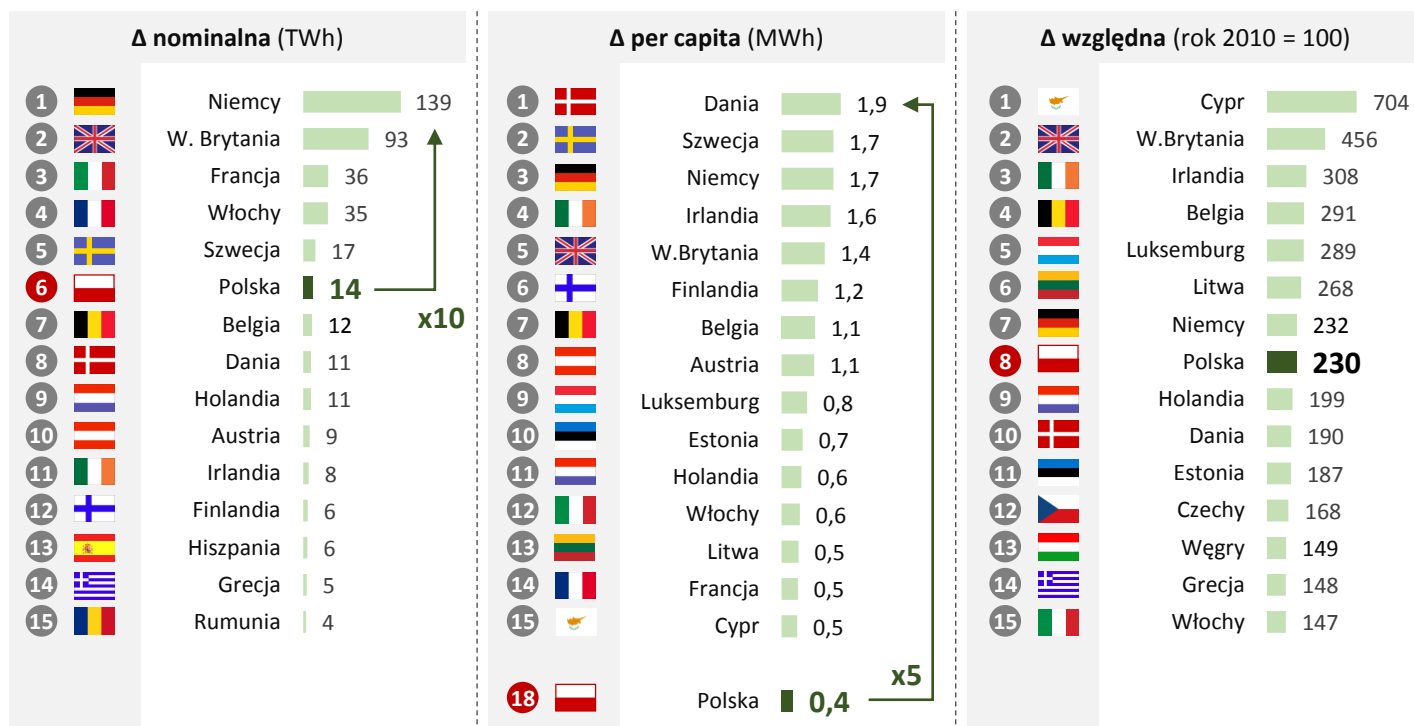 Δ nominalna (TWh)
1 Niemcy 139
2 W. Brytania 93
3 Francja 36
4 Włochy 35
5 Szwecja 17
6 Polska 14
x10
7 Belgia 12
8 Dania 11
9 Holandia 11
10 Austria 9
11 Irlandia 8
12 Finlandia 6
13 Hiszpania 6
14 Grecja 5
15 Rumunia 4
Δ per capita (MWh)
1 Dania 1,9
2 Szwecja 1,7
3 Niemcy 1,7
4 Irlandia 1,6
5 W.Brytania 1,4
6 Finlandia 1,2
7 Belgia 1,1
8 Austria 1,1
9 Luksemburg 0,8
10 Estonia 0,7
11 Holandia 0,6
12 Włochy 0,6
13 Litwa 0,5
14 Francja 0,5
15 Cypr 0,5
x5
18 Polska 0,4
Δ względna (rok 2010 = 100)
1 Cypr 704
2 W.Brytania 456
3 Irlandia 308
4 Belgia 291
5 Luksemburg 289
6 Litwa 268
7 Niemcy 232
8 Polska 230
9 Holandia 199
10 Dania 190
11 Estonia 187
12 Czechy 168
13 Węgry 149
14 Grecja 148
15 Włochy 147